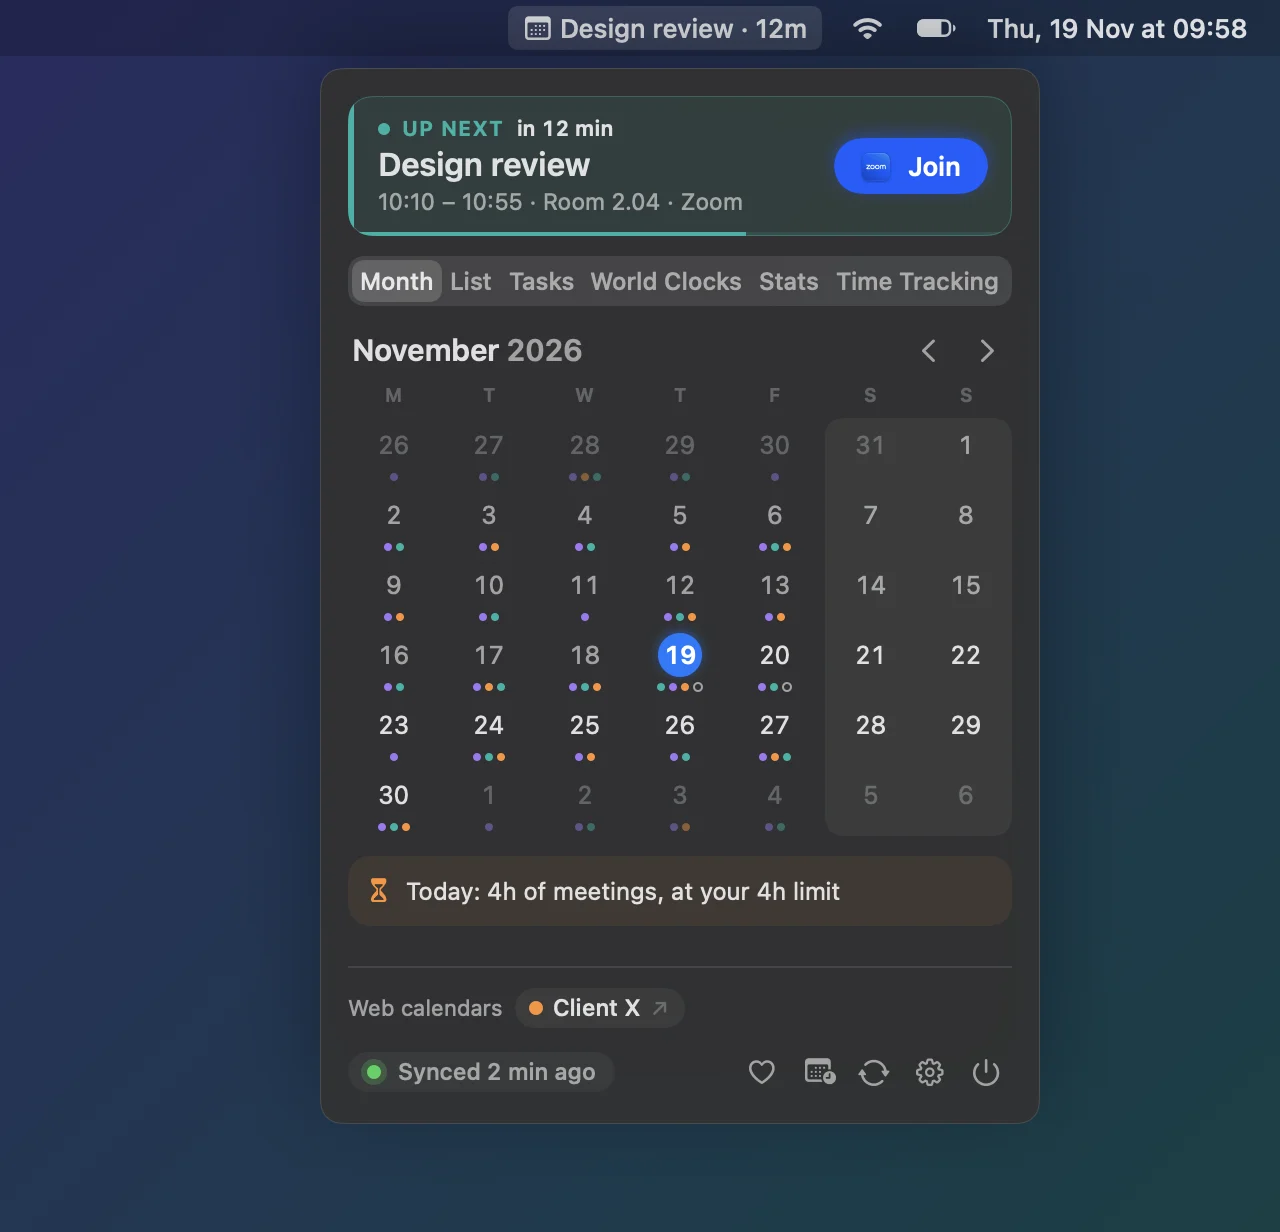 Design review · 12m
Thu, 19 Nov at 09:58
UP NEXT in 12 min
Design review
10:10 – 10:55 · Room 2.04 · Zoom
zoom Join
Month List Tasks World Clocks Stats Time Tracking
November 2026
M T W T F S S
26 27 28 29 30 31 1
2 3 4 5 6 7 8
9 10 11 12 13 14 15
16 17 18 19 20 21 22
23 24 25 26 27 28 29
30 1 2 3 4 5 6
Today: 4h of meetings, at your 4h limit
Web calendars Client X
Synced 2 min ago